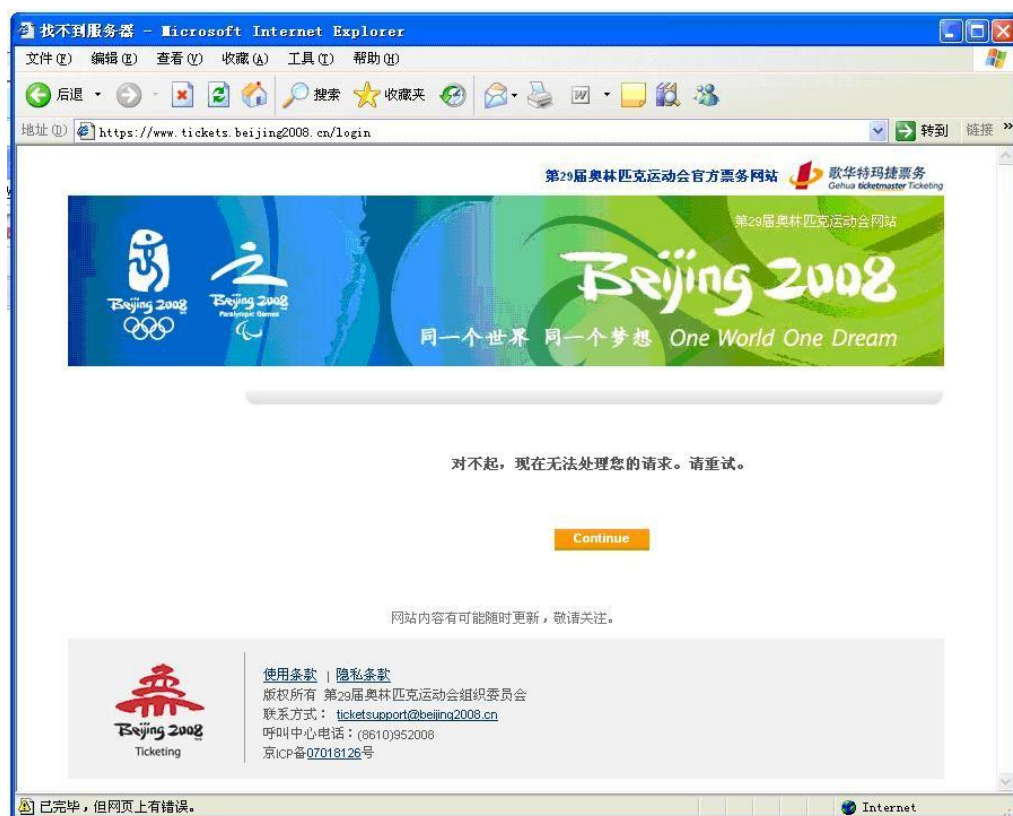 找不到服务器 - Microsoft Internet Explorer
文件(F) 编辑(E) 查看(V) 收藏(A) 工具(T) 帮助(H)
后退 搜索 收藏夹
地址(D) https://www.tickets.beijing2008.cn/login 转到 链接 »
第29届奥林匹克运动会官方票务网站 歌华特玛捷票务
Gehua ticketmaster Ticketing
第29届奥林匹克运动会网站
Beijing 2008
Beijing 2008 Beijing 2008
Paralympic Games
同一个世界 同一个梦想 One World One Dream
对不起，现在无法处理您的请求。请重试。
Continue
网站内容有可能随时更新，敬请关注。
使用条款 | 隐私条款
版权所有 第29届奥林匹克运动会组织委员会
联系方式： ticketsupport@beijing2008.cn
呼叫中心电话：(8610)952008
京ICP备07018126号
Beijing 2008
Ticketing
已完毕，但网页上有错误。 Internet